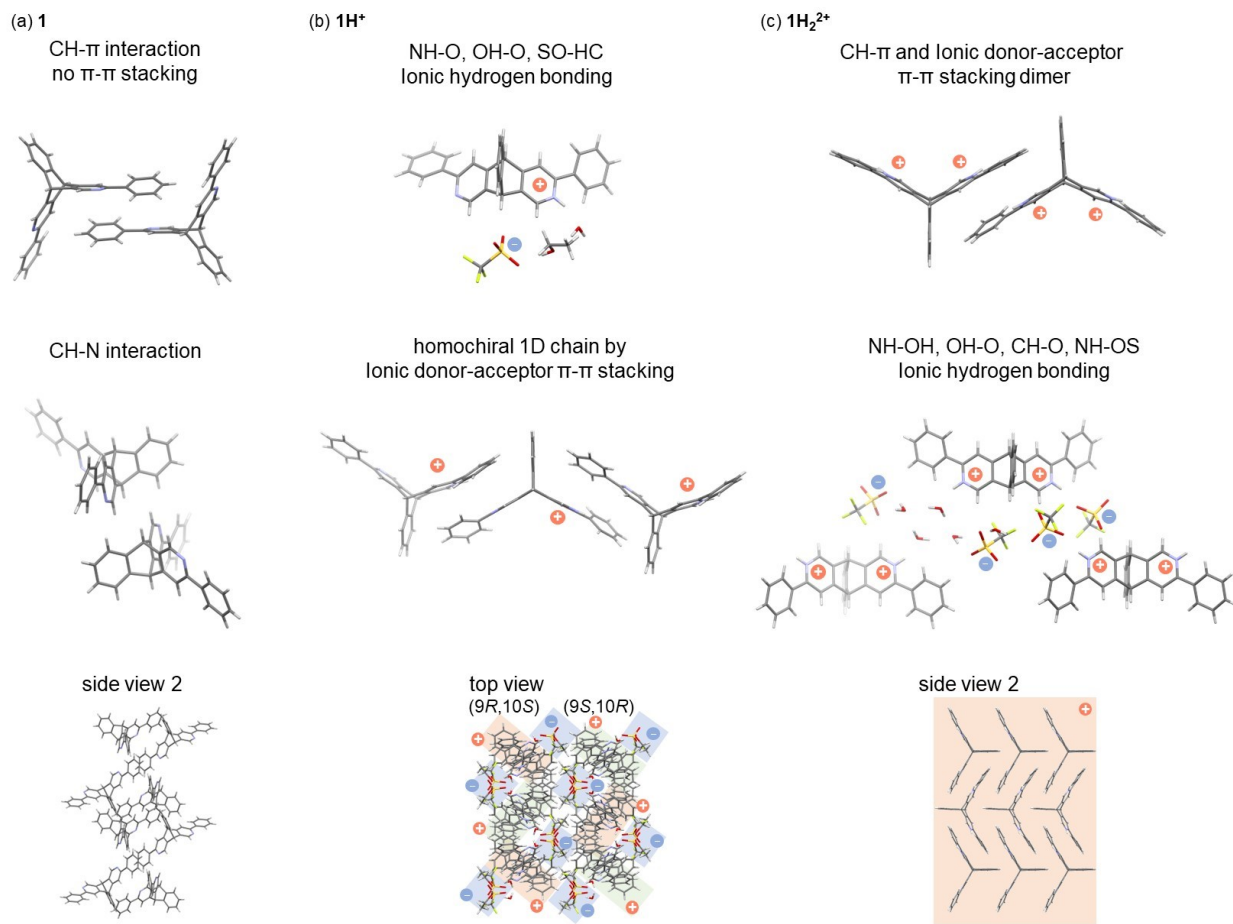 (a) 1
CH-π interaction
no π-π stacking
CH-N interaction
side view 2
(b) 1H⁺
NH-O, OH-O, SO-HC
Ionic hydrogen bonding
+
−
homochiral 1D chain by
Ionic donor-acceptor π-π stacking
+
+
+
top view
(9R,10S) (9S,10R)
+
−
+
−
+
−
−
+
+
−
−
−
+
+
(c) 1H₂²⁺
CH-π and Ionic donor-acceptor
π-π stacking dimer
+ +
+ +
NH-OH, OH-O, CH-O, NH-OS
Ionic hydrogen bonding
+ +
−
−
−
−
+ +
+ +
side view 2
+